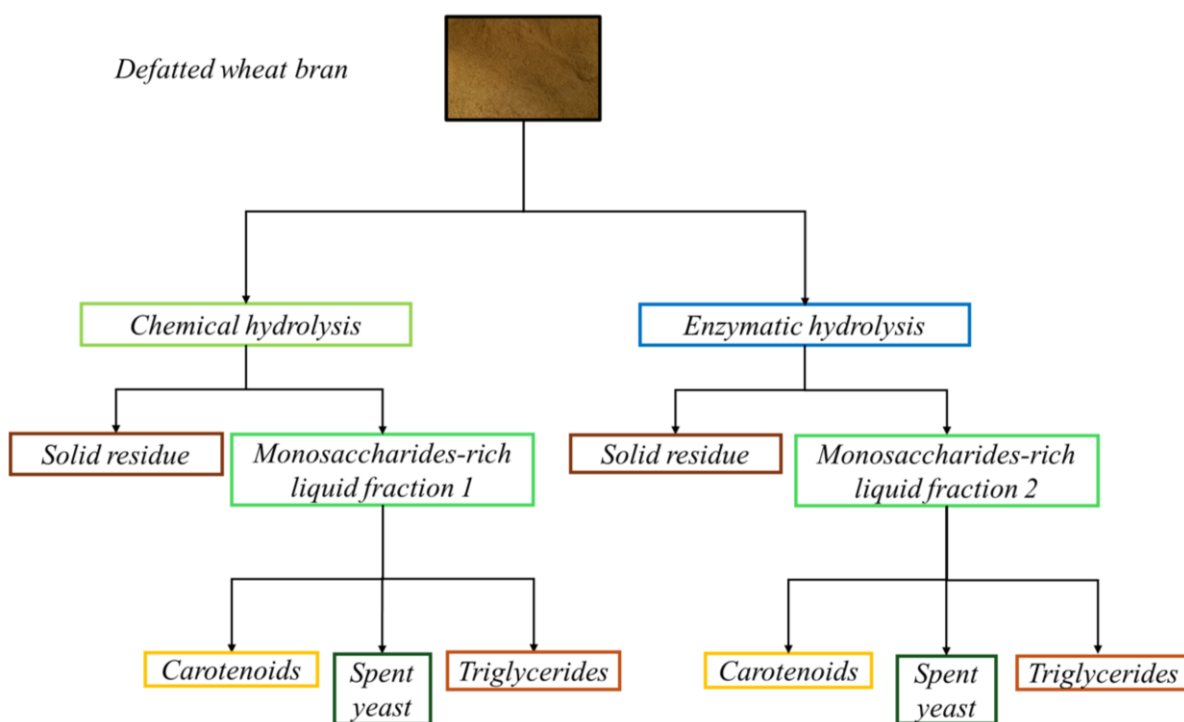 Defatted wheat bran
Chemical hydrolysis
Enzymatic hydrolysis
Solid residue
Monosaccharides-rich
liquid fraction 1
Solid residue
Monosaccharides-rich
liquid fraction 2
Carotenoids
Spent
yeast
Triglycerides
Carotenoids
Spent
yeast
Triglycerides